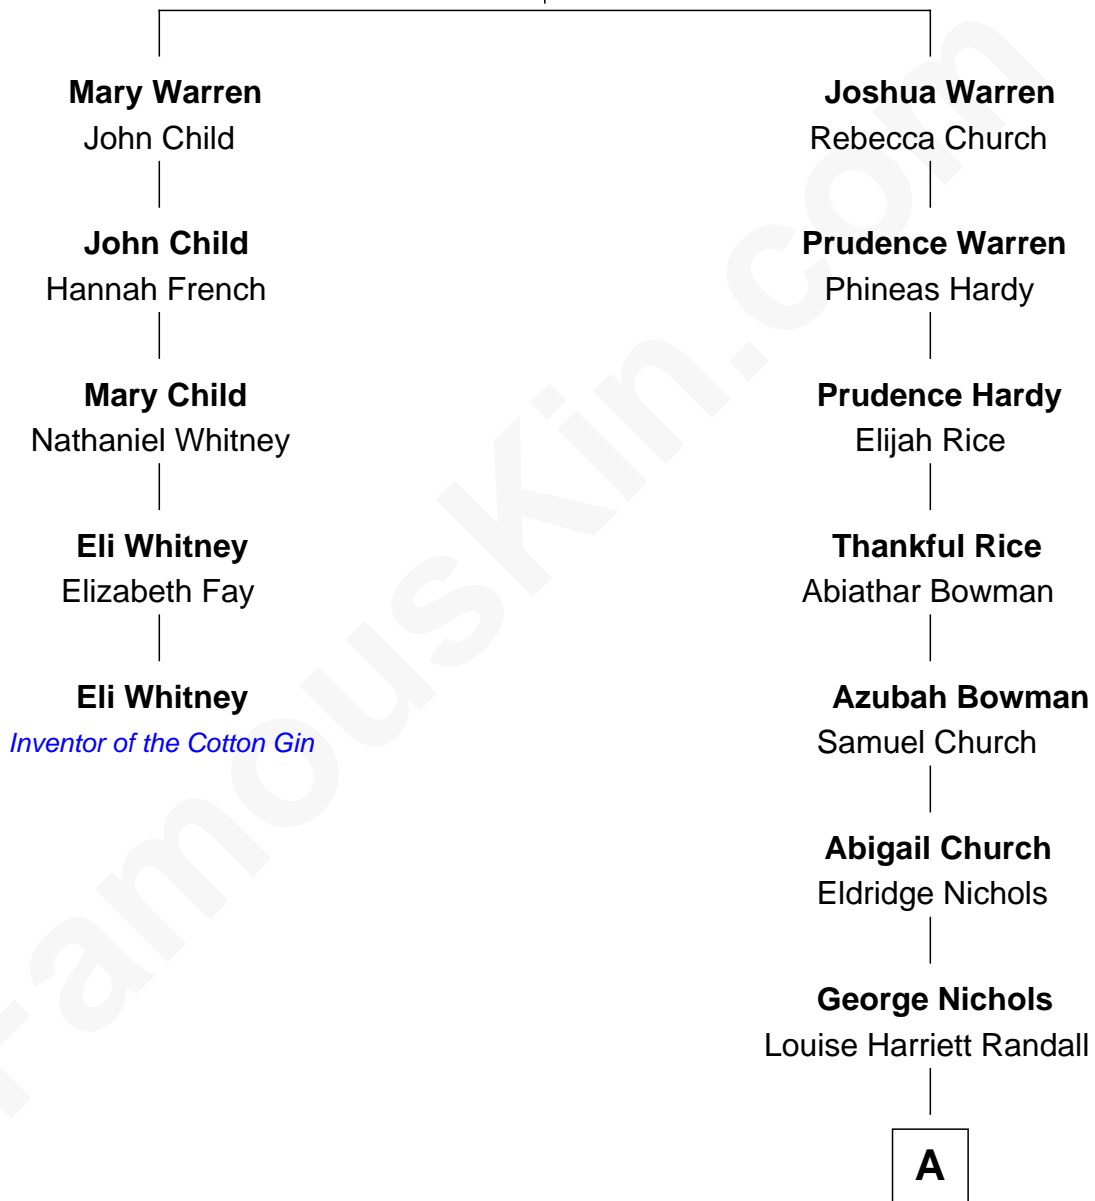 Mary Warren
John Child
John Child
Hannah French
Mary Child
Nathaniel Whitney
Eli Whitney
Elizabeth Fay
Eli Whitney
Inventor of the Cotton Gin
Joshua Warren
Rebecca Church
Prudence Warren
Phineas Hardy
Prudence Hardy
Elijah Rice
Thankful Rice
Abiathar Bowman
Azubah Bowman
Samuel Church
Abigail Church
Eldridge Nichols
George Nichols
Louise Harriett Randall
A
FamousKin.com